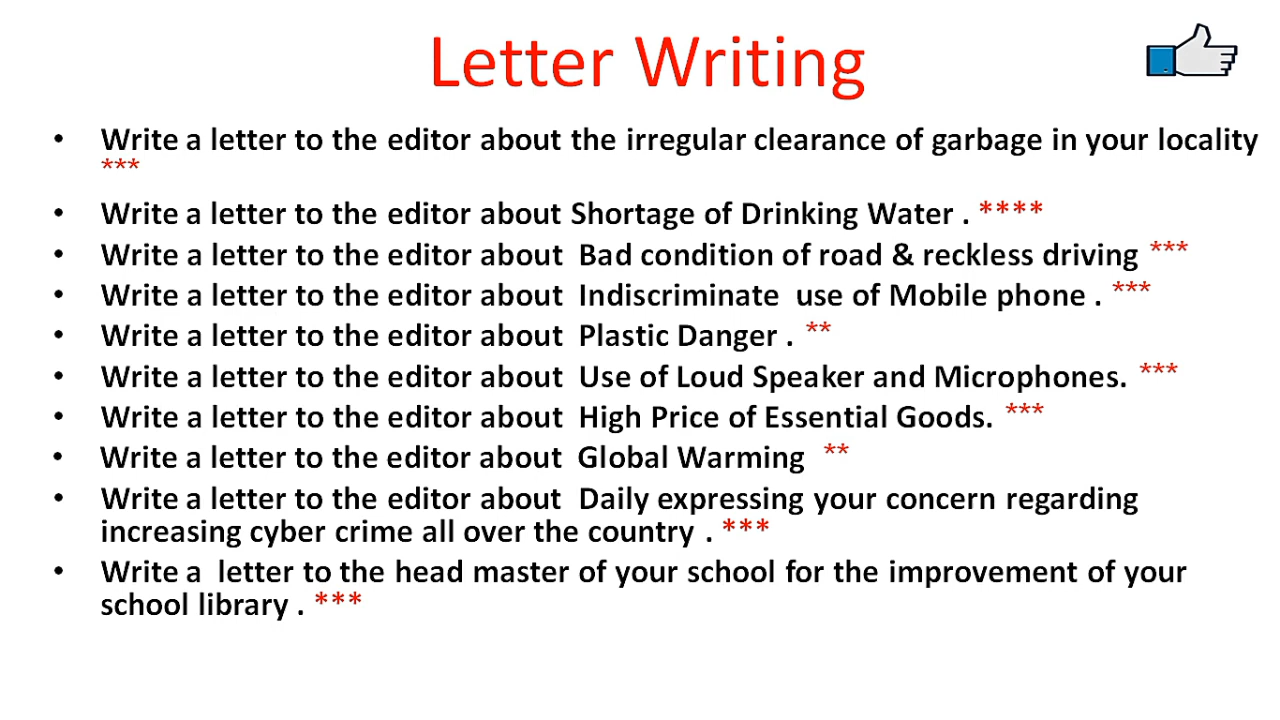 Letter Writing
• Write a letter to the editor about the irregular clearance of garbage in your locality
***
• Write a letter to the editor about Shortage of Drinking Water . ****
• Write a letter to the editor about Bad condition of road & reckless driving ***
• Write a letter to the editor about Indiscriminate use of Mobile phone . ***
• Write a letter to the editor about Plastic Danger . **
• Write a letter to the editor about Use of Loud Speaker and Microphones. ***
• Write a letter to the editor about High Price of Essential Goods. ***
• Write a letter to the editor about Global Warming **
• Write a letter to the editor about Daily expressing your concern regarding
increasing cyber crime all over the country . ***
• Write a letter to the head master of your school for the improvement of your
school library . ***